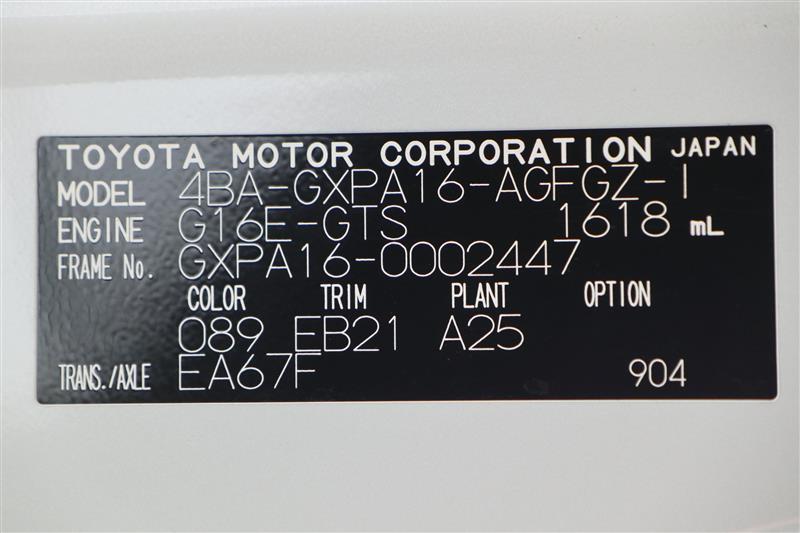 TOYOTA MOTOR CORPORATION JAPAN
MODEL 4BA-GXPA16-AGFGZ-I
ENGINE G16E-GTS 1618 mL
FRAME No. GXPA16-0002447
COLOR TRIM PLANT OPTION
089 EB21 A25
TRANS./AXLE EA67F 904